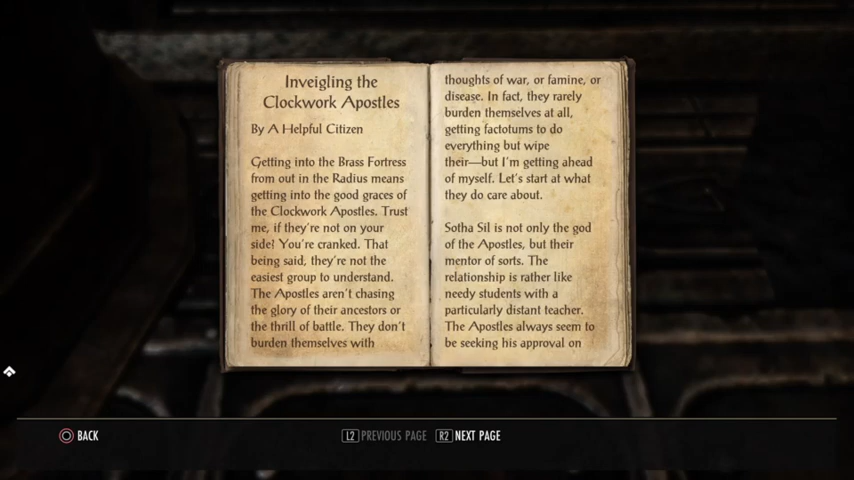 Inveigling the
Clockwork Apostles
By A Helpful Citizen
Getting into the Brass Fortress
from out in the Radius means
getting into the good graces of
the Clockwork Apostles. Trust
me, if they're not on your
side? You're cranked. That
being said, they're not the
easiest group to understand.
The Apostles aren't chasing
the glory of their ancestors or
the thrill of battle. They don't
burden themselves with
thoughts of war, or famine, or
disease. In fact, they rarely
burden themselves at all,
getting factotums to do
everything but wipe
their—but I'm getting ahead
of myself. Let's start at what
they do care about.
Sotha Sil is not only the god
of the Apostles, but their
mentor of sorts. The
relationship is rather like
needy students with a
particularly distant teacher.
The Apostles always seem to
be seeking his approval on
BACK
L2 PREVIOUS PAGE R2 NEXT PAGE